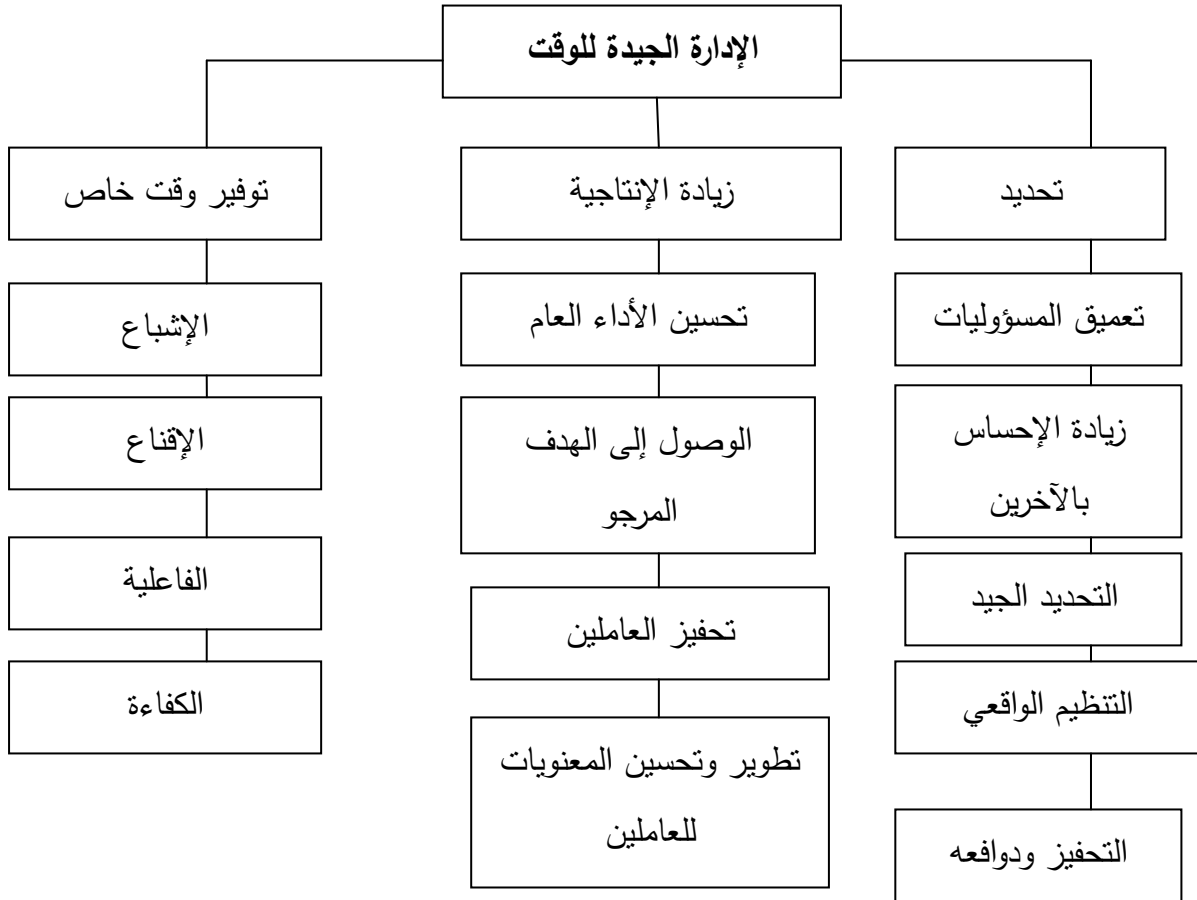 الإدارة الجيدة للوقت
تحديد
زيادة الإنتاجية
توفير وقت خاص
تعميق المسؤوليات
تحسين الأداء العام
الإشباع
زيادة الإحساس
بالآخرين
الوصول إلى الهدف
المرجو
الإقناع
التحديد الجيد
تحفيز العاملين
الفاعلية
التنظيم الواقعي
تطوير وتحسين المعنويات
للعاملين
الكفاءة
التحفيز ودوافعه